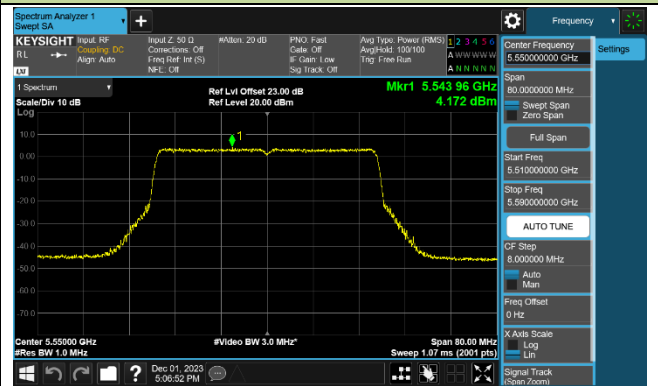 Spectrum Analyzer 1
Swept SA
Frequency
KEYSIGHT
RL
LXI
Input: RF
Coupling: DC
Align: Auto
Input Z: 50 Ω
Corrections: Off
Freq Ref: Int (S)
NFE: Off
#Atten: 20 dB
PNO: Fast
Gate: Off
IF Gain: Low
Sig Track: Off
Avg Type: Power (RMS)
Avg|Hold: 100/100
Trig: Free Run
1 2 3 4 5 6
A W W W W W
A N N N N N
Center Frequency
5.550000000 GHz
Settings
1 Spectrum
Scale/Div 10 dB
Log
Ref Lvl Offset 23.00 dB
Ref Level 20.00 dBm
Mkr1 5.543 96 GHz
4.172 dBm
10.0
0.00
-10.0
-20.0
-30.0
-40.0
-50.0
-60.0
-70.0
1
Span
80.0000000 MHz
Swept Span
Zero Span
Full Span
Start Freq
5.510000000 GHz
Stop Freq
5.590000000 GHz
AUTO TUNE
CF Step
8.000000 MHz
Auto
Man
Freq Offset
0 Hz
X Axis Scale
Log
Lin
Signal Track
(Span Zoom)
Center 5.55000 GHz
#Res BW 1.0 MHz
#Video BW 3.0 MHz*
Span 80.00 MHz
Sweep 1.07 ms (2001 pts)
?
Dec 01, 2023
5:06:52 PM